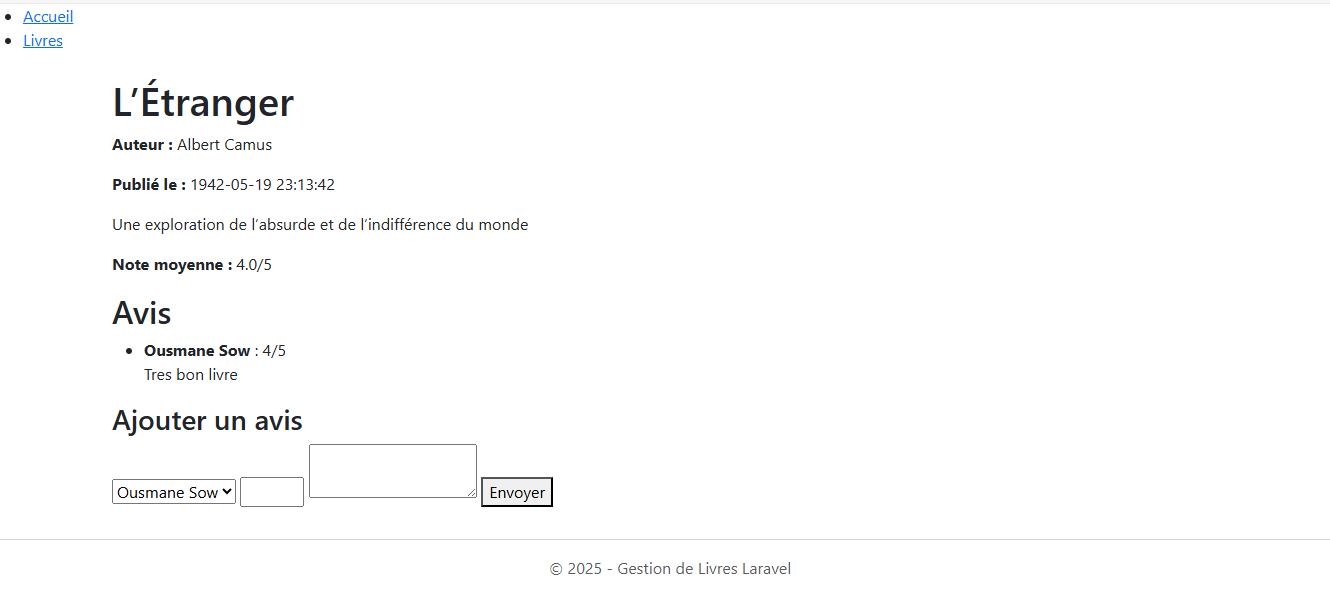 Accueil
Livres
L’Étranger
Auteur : Albert Camus
Publié le : 1942-05-19 23:13:42
Une exploration de l’absurde et de l’indifférence du monde
Note moyenne : 4.0/5
Avis
Ousmane Sow : 4/5
Tres bon livre
Ajouter un avis
Ousmane Sow Envoyer
© 2025 - Gestion de Livres Laravel